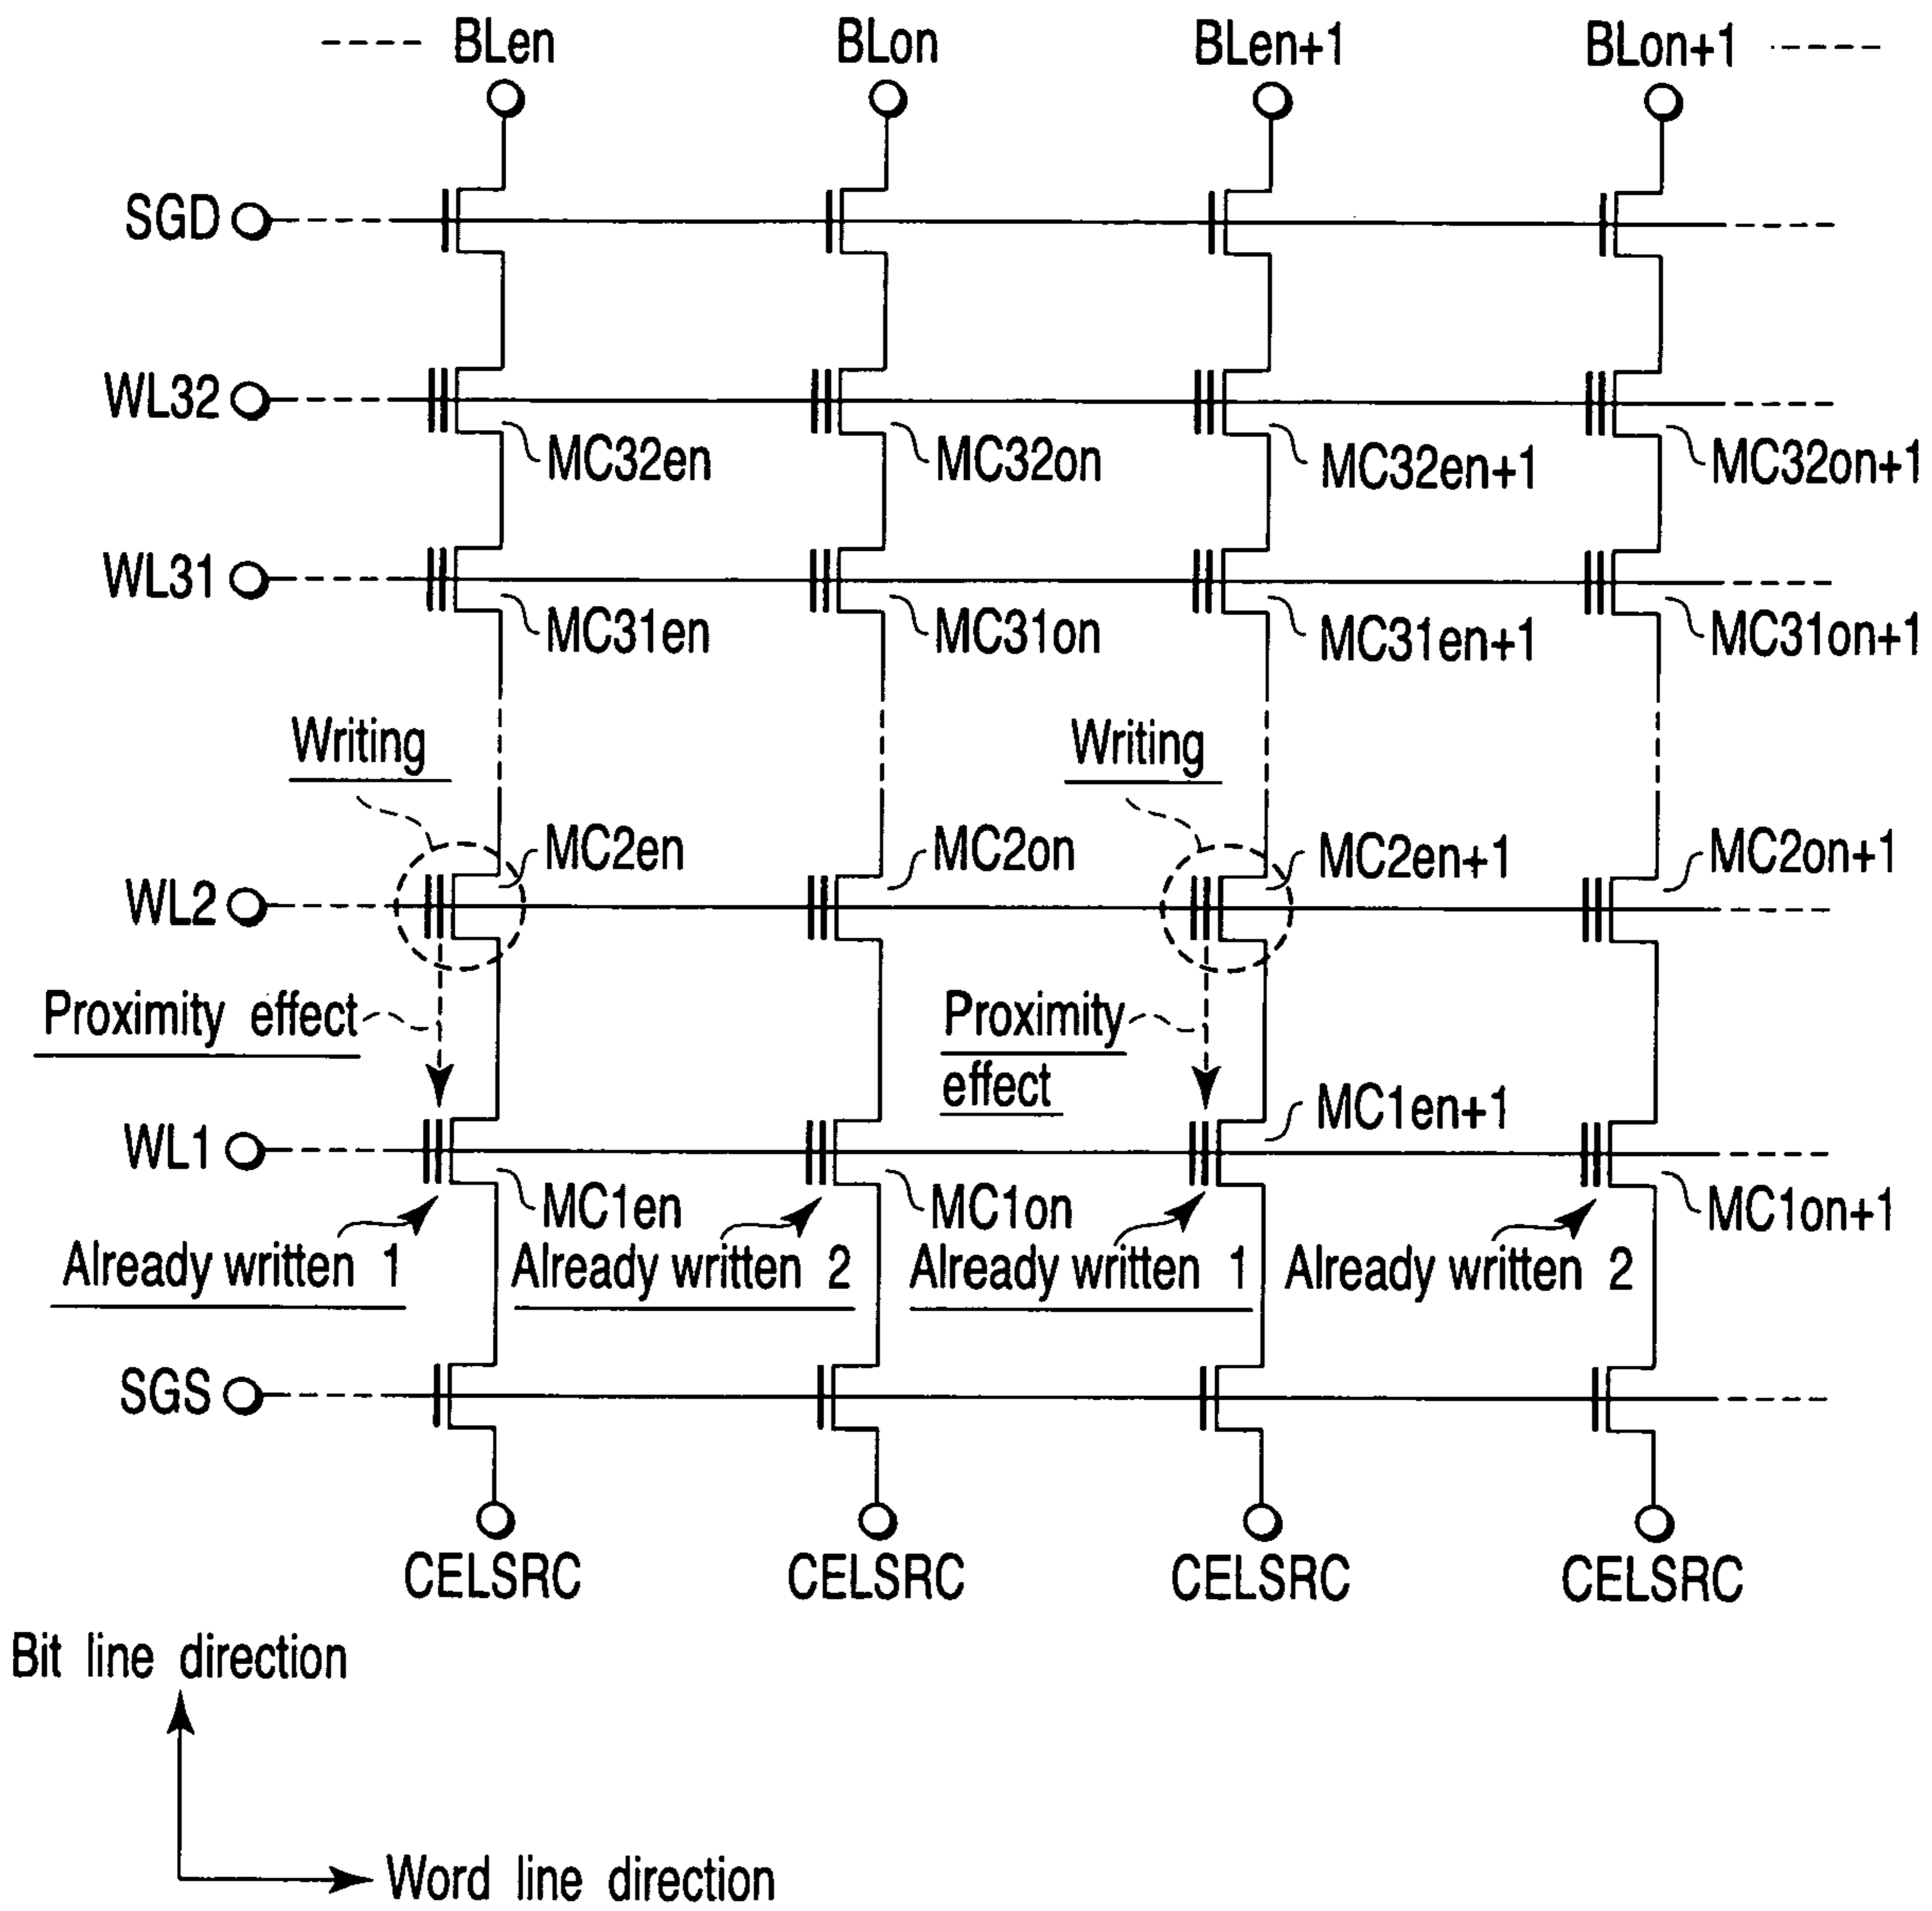 BLen BLon BLen+1 BLon+1
SGD
WL32
MC32en MC32on MC32en+1 MC32on+1
WL31
MC31en MC31on MC31en+1 MC31on+1
Writing Writing
MC2en MC2on MC2en+1 MC2on+1
WL2
Proximity effect Proximity
effect
MC1en+1
WL1
MC1en MC1on MC1on+1
Already written 1 Already written 2 Already written 1 Already written 2
SGS
CELSRC CELSRC CELSRC CELSRC
Bit line direction
Word line direction